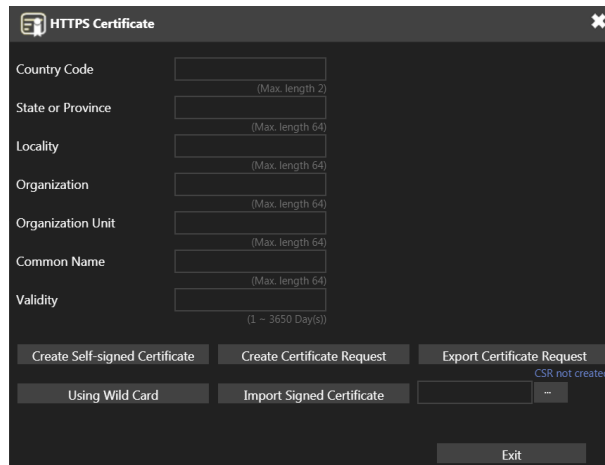 HTTPS Certificate
Country Code
(Max. length 2)
State or Province
(Max. length 64)
Locality
(Max. length 64)
Organization
(Max. length 64)
Organization Unit
(Max. length 64)
Common Name
(Max. length 64)
Validity
(1 ~ 3650 Day(s))
Create Self-signed Certificate Create Certificate Request Export Certificate Request
CSR not created
Using Wild Card Import Signed Certificate ...
Exit